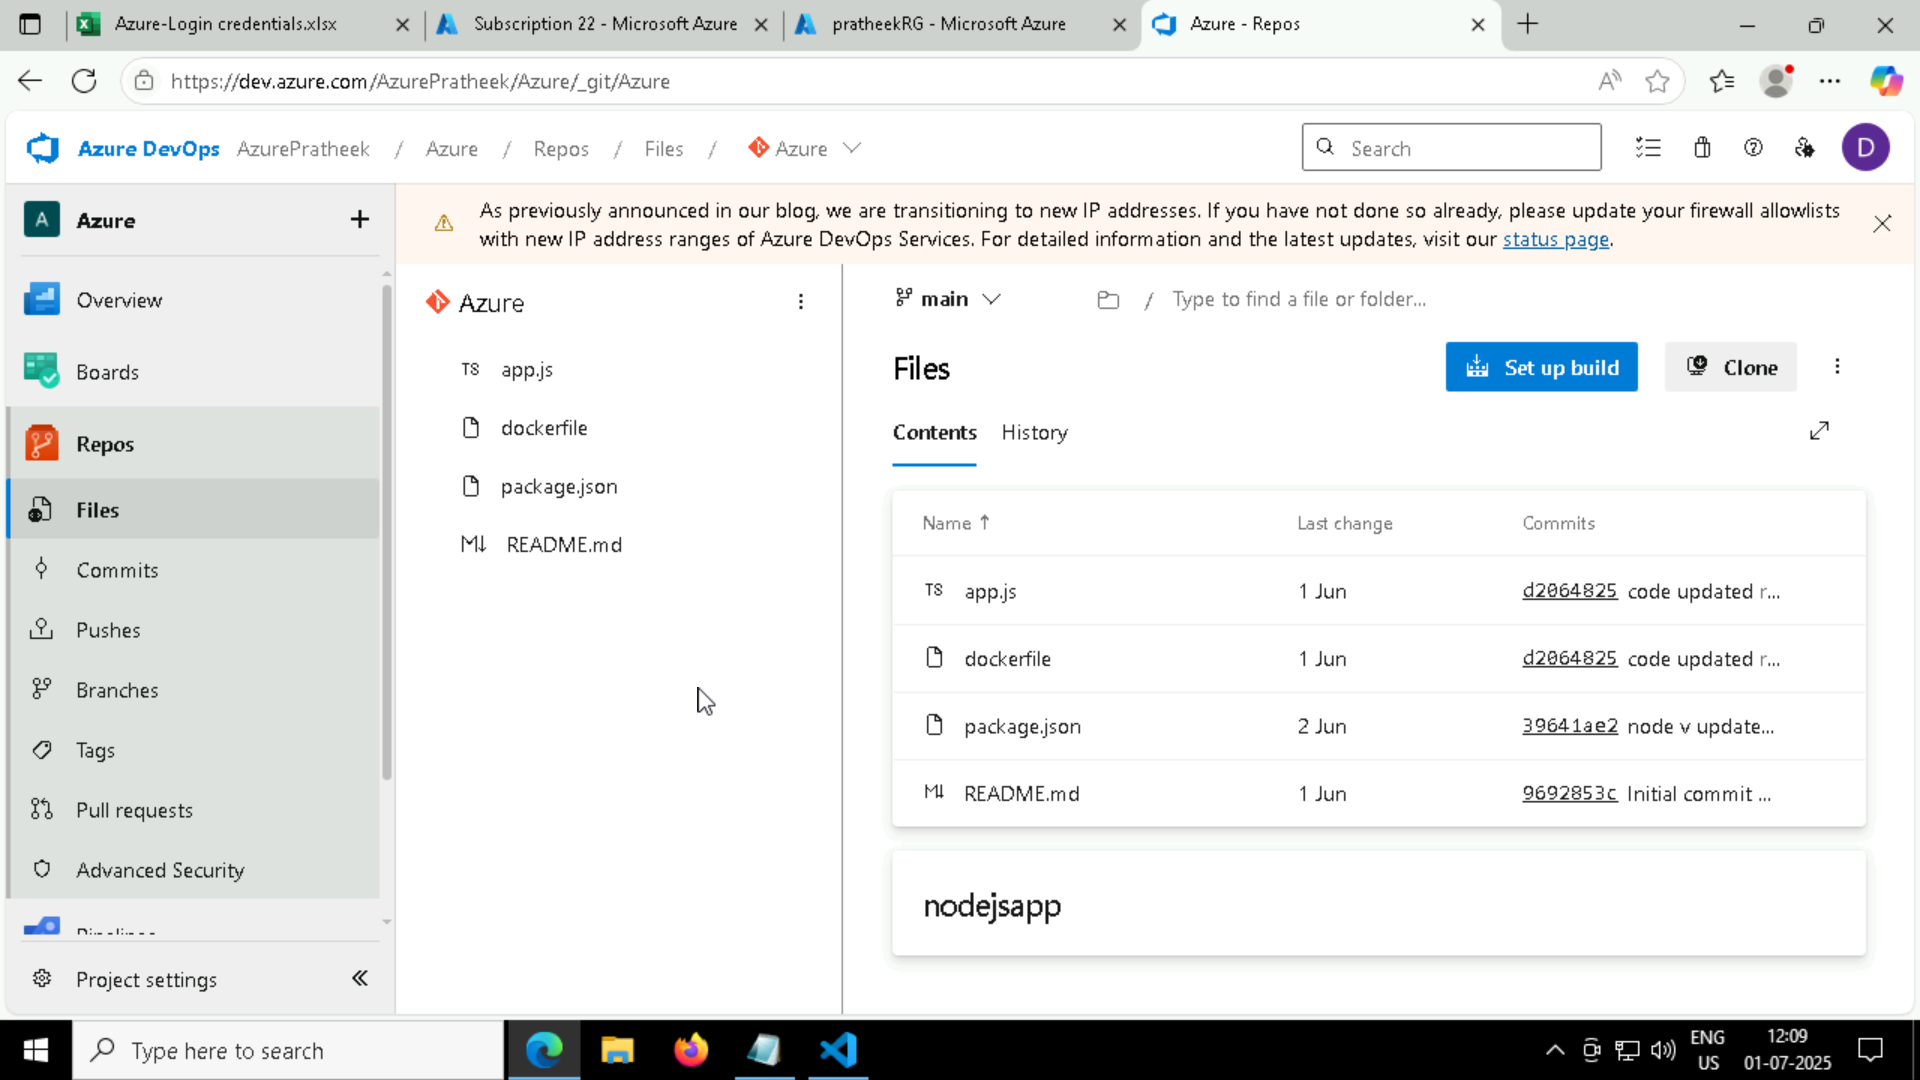 Azure-Login credentials.xlsx
Subscription 22 - Microsoft Azure
pratheekRG - Microsoft Azure
Azure - Repos
https://dev.azure.com/AzurePratheek/Azure/_git/Azure
Azure DevOps AzurePratheek / Azure / Repos / Files / Azure
Search
D
A Azure
As previously announced in our blog, we are transitioning to new IP addresses. If you have not done so already, please update your firewall allowlists
with new IP address ranges of Azure DevOps Services. For detailed information and the latest updates, visit our status page.
Overview
Boards
Repos
Files
Commits
Pushes
Branches
Tags
Pull requests
Advanced Security
Pipelines
Project settings
Azure
TS app.js
dockerfile
package.json
M↓ README.md
main
/ Type to find a file or folder...
Files
Set up build
Clone
Contents History
Name ↑ Last change Commits
TS app.js 1 Jun d2064825 code updated r...
dockerfile 1 Jun d2064825 code updated r...
package.json 2 Jun 39641ae2 node v update...
M↓ README.md 1 Jun 9692853c Initial commit ...
nodejsapp
Type here to search
ENG
US
12:09
01-07-2025